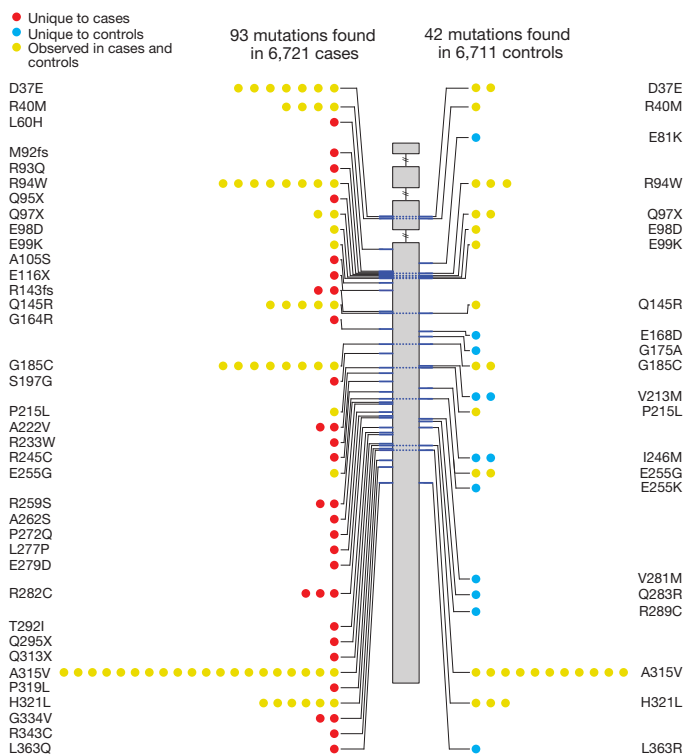 Unique to cases
Unique to controls
Observed in cases and
controls
93 mutations found
in 6,721 cases
42 mutations found
in 6,711 controls
D37E
R40M
L60H
M92fs
R93Q
R94W
Q95X
Q97X
E98D
E99K
A105S
E116X
R143fs
Q145R
G164R
G185C
S197G
P215L
A222V
R233W
R245C
E255G
R259S
A262S
P272Q
L277P
E279D
R282C
T292I
Q295X
Q313X
A315V
P319L
H321L
G334V
R343C
L363Q
D37E
R40M
E81K
R94W
Q97X
E98D
E99K
Q145R
E168D
G175A
G185C
V213M
P215L
I246M
E255G
E255K
V281M
Q283R
R289C
A315V
H321L
L363R